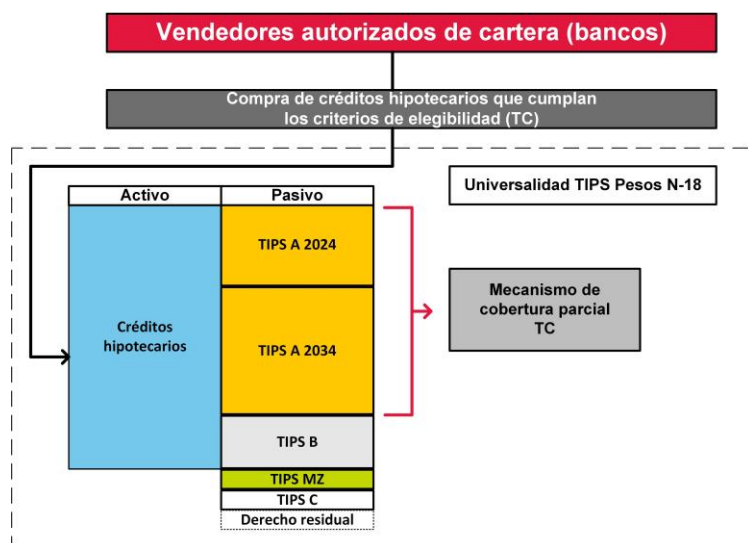 Vendedores autorizados de cartera (bancos)
Compra de créditos hipotecarios que cumplan
los criterios de elegibilidad (TC)
Universalidad TIPS Pesos N-18
Activo
Pasivo
TIPS A 2024
Mecanismo de
cobertura parcial
TC
Créditos
hipotecarios
TIPS A 2034
TIPS B
TIPS MZ
TIPS C
Derecho residual